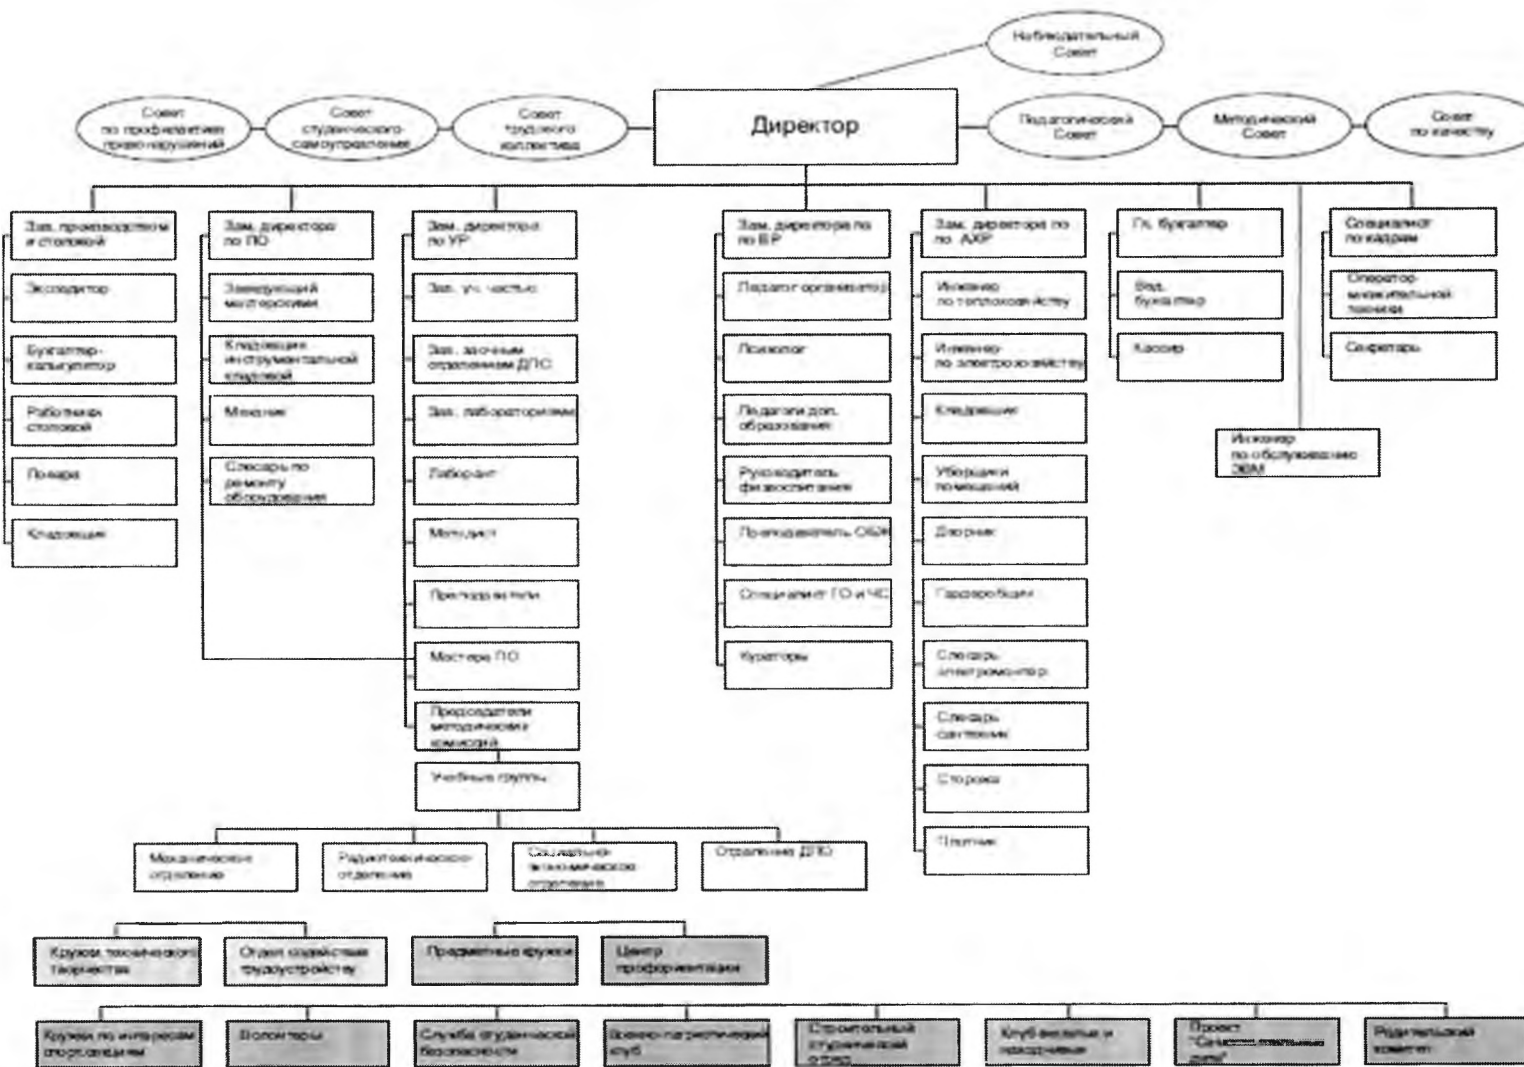 Наблюдательный
Совет
Совет
по профилактике
правонарушений
Совет
студенческого
самоуправления
Совет
трудового
коллектива
Директор
Педагогический
Совет
Методический
Совет
Совет
по качеству
Зав. производством
и столовой
Зам. директора
по ПО
Зам. директора
по УР
Зам. директора по
по ВР
Зам. директора по
по АХР
Гл. бухгалтер
Специалист
по кадрам
Экспедитор
Заведующий
мастерскими
Зав. уч. частью
Педагог организатор
Инженер
по теплохоз-йству
Вед.
бухгалтер
Оператор
множительной
техники
Бухгалтер-
калькулятор
Кладовщик
инструментальной
кладовой
Зав. заочным
отделением ДПО
Психолог
Инженер
по электрохозяйству
Кассир
Секретарь
Работники
столовой
Механик
Зав. лабораториями
Педагоги доп.
образования
Кладовщик
Инженер
по обслуживанию
ЭВМ
Повара
Слесарь по
ремонту
оборудования
Лаборант
Руководитель
физвоспитания
Уборщики
помещений
Кладовщик
Методист
Преподаватель ОБЖ
Дворник
Преподаватели
Специалист ГО и ЧС
Гардеробщик
Мастера ПО
Кураторы
Слесарь
электромонтер
Председатели
методических
комиссий
Слесарь
сантехник
Учебные группы
Сторожа
Плотник
Механическое
отделение
Радиотехническое
отделение
Социально-
экономическое
отделение
Отделение ДПО
Кружки технического
творчества
Отдел содействия
трудоустройству
Предметные кружки
Центр
профориентации
Кружки по интересам
спортсекциям
Волонтеры
Служба студенческой
безопасности
Военно-патриотический
клуб
Строительный
студенческий
отряд
Клуб веселых и
находчивых
Проект
дети"
Родительский
комитет